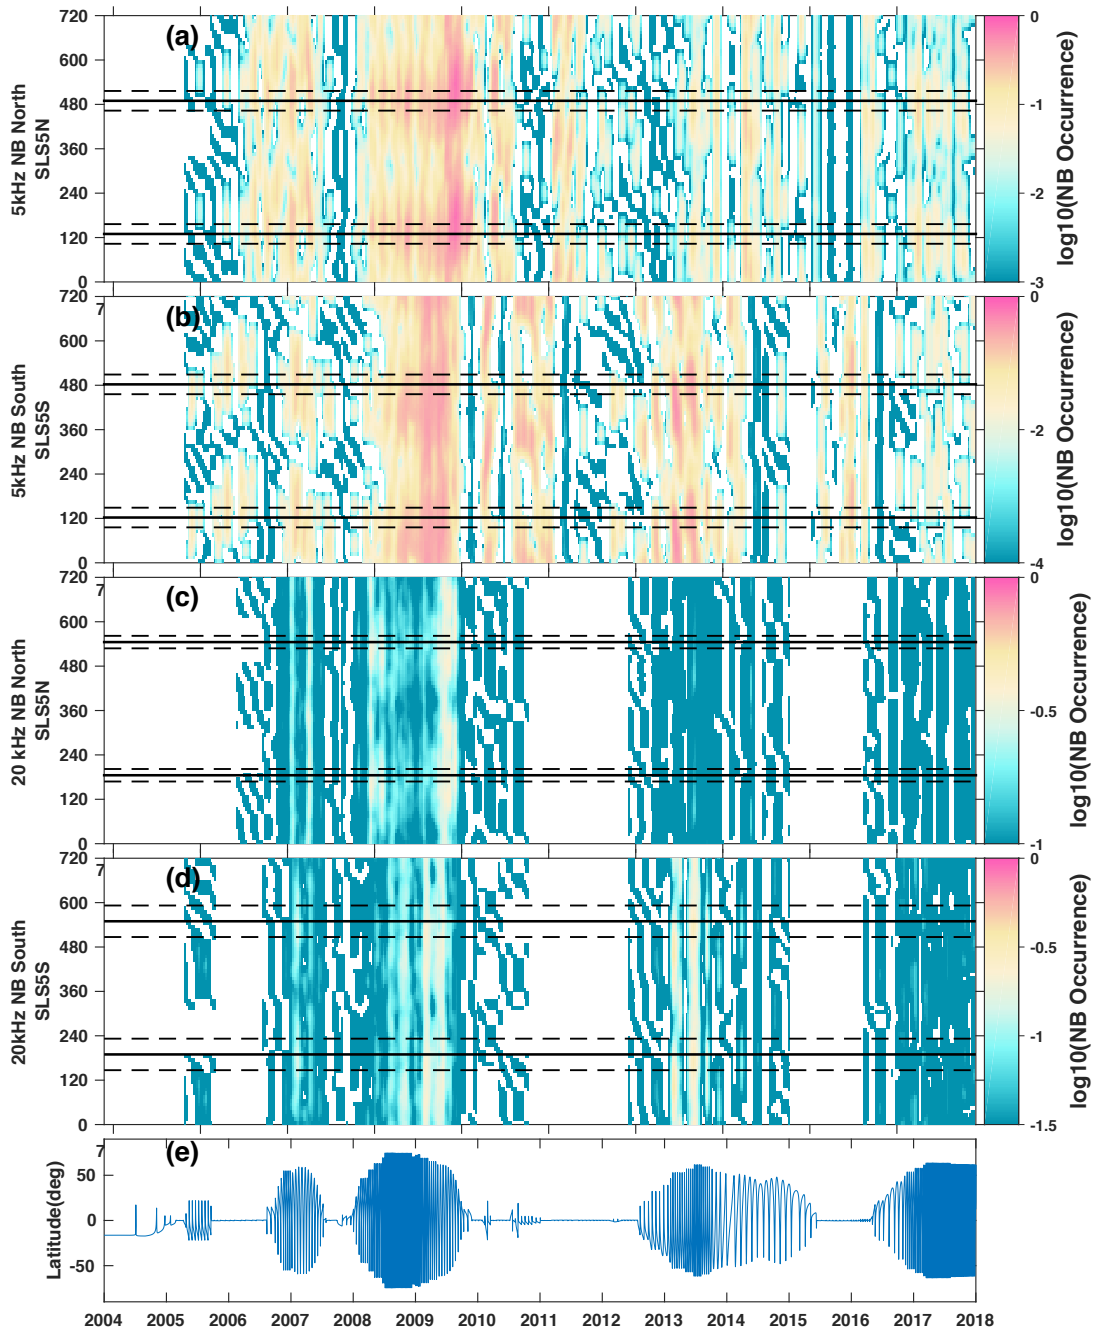 (a)
720
600
480
360
240
120
0
5kHz NB North
SLS5N
0
-1
-2
-3
log10(NB Occurrence)
(b)
720
7
600
480
360
240
120
0
5kHz NB South
SLS5S
0
-2
-4
log10(NB Occurrence)
(c)
720
7
600
480
360
240
120
0
20 kHz NB North
SLS5N
0
-0.5
-1
log10(NB Occurrence)
(d)
720
7
600
480
360
240
120
0
20kHz NB South
SLS5S
0
-0.5
-1
-1.5
log10(NB Occurrence)
(e)
7
50
0
-50
Latitude(deg)
2004 2005 2006 2007 2008 2009 2010 2011 2012 2013 2014 2015 2016 2017 2018